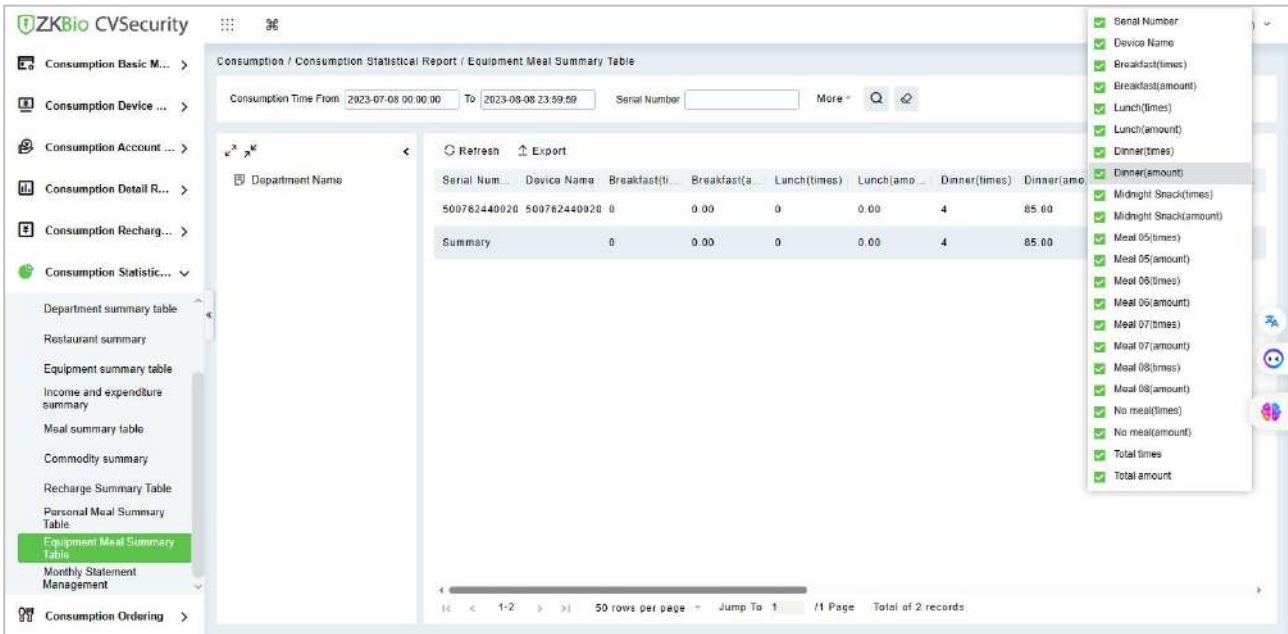 ZKBio CVSecurity
Consumption Basic M...
Consumption Device ...
Consumption Account ...
Consumption Detail R...
Consumption Recharg...
Consumption Statistic...
Department summary table
Restaurant summary
Equipment summary table
Income and expenditure
summary
Meal summary table
Commodity summary
Recharge Summary Table
Personal Meal Summary
Table
Equipment Meal Summary
Table
Monthly Statement
Management
Consumption Ordering
Consumption / Consumption Statistical Report / Equipment Meal Summary Table
Consumption Time From 2023-07-08 00:00:00 To 2023-08-08 23:59:59 Serial Number More
Department Name
Refresh Export
Serial Num... Device Name Breakfast(ti... Breakfast(a... Lunch(times) Lunch(amo... Dinner(times) Dinner(amo
500762440020 500762440020 0 0.00 0 0.00 4 85.00
Summary 0 0.00 0 0.00 4 85.00
1-2 50 rows per page Jump To 1 /1 Page Total of 2 records
Serial Number
Device Name
Breakfast(times)
Breakfast(amount)
Lunch(times)
Lunch(amount)
Dinner(times)
Dinner(amount)
Midnight Snack(times)
Midnight Snack(amount)
Meal 05(times)
Meal 05(amount)
Meal 06(times)
Meal 06(amount)
Meal 07(times)
Meal 07(amount)
Meal 08(times)
Meal 08(amount)
No meal(times)
No meal(amount)
Total times
Total amount